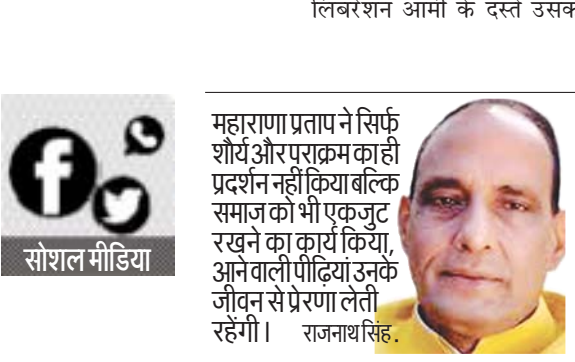 लिबरेशन आर्मी के दस्ते उसक
महाराणा प्रताप ने सिर्फ
शौर्य और पराक्रम का ही
प्रदर्शन नहीं किया बल्कि
समाज को भी एकजुट
रखने का कार्य किया,
आने वाली पीढ़ियां उनके
जीवन से प्रेरणा लेती
रहेंगी। राजनाथ सिंह.
सोशल मीडिया